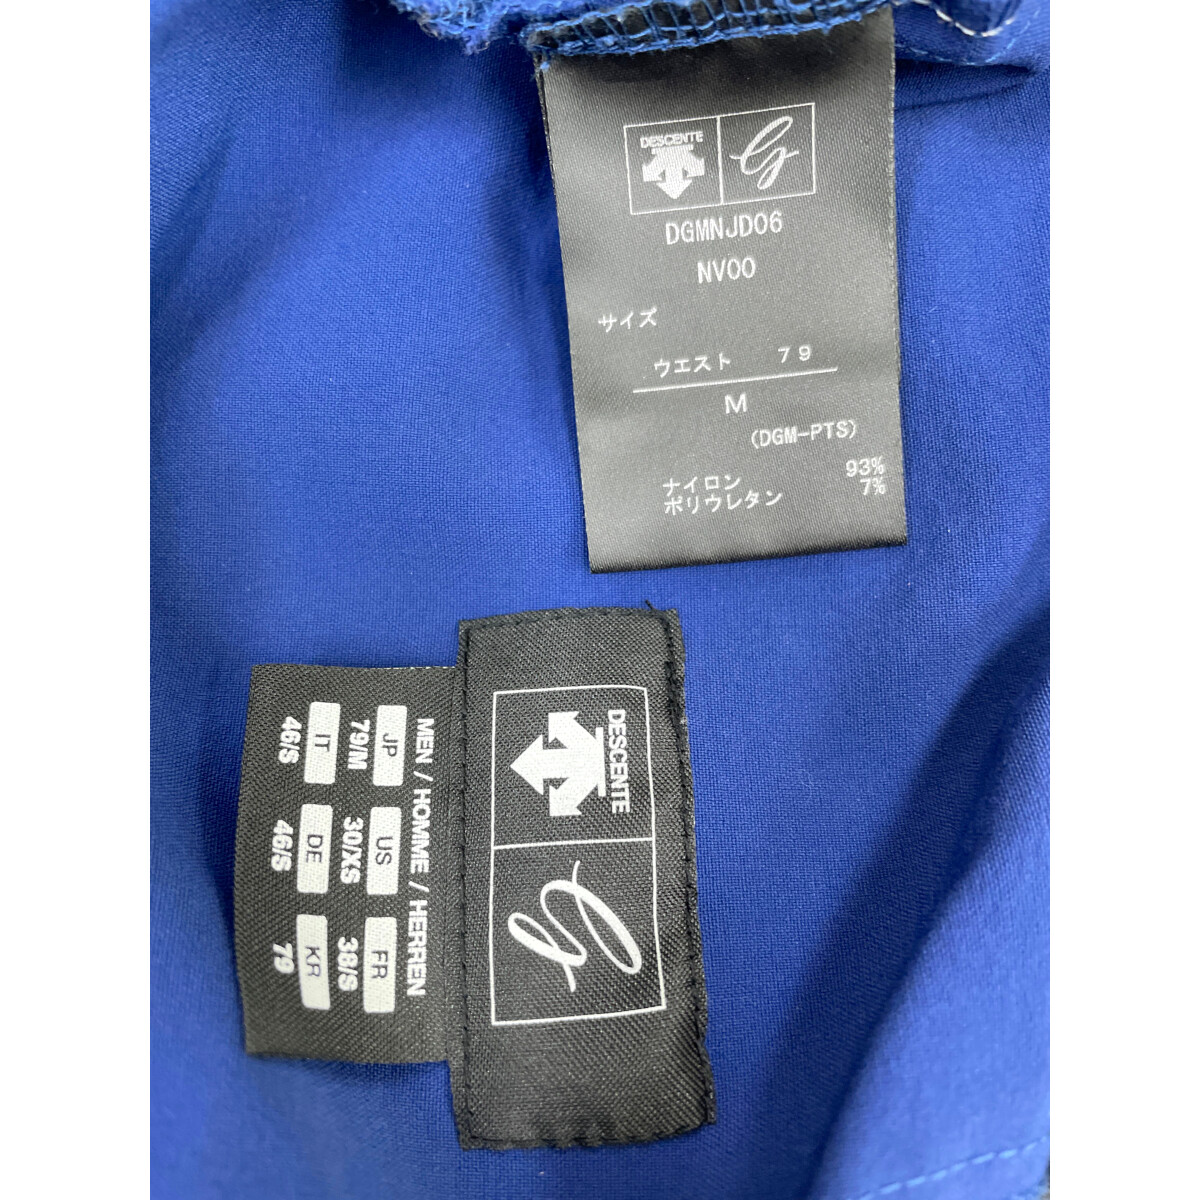 DESCENTE
G
DGMNJD06
NV00
サイズ
ウエスト 79
M
(DGM-PTS)
ナイロン 93%
ポリウレタン 7%
DESCENTE
G
MEN / HOMME / HERREN
JP US FR
79/M 30/XS 38/S
IT DE KR
46/S 46/S 79